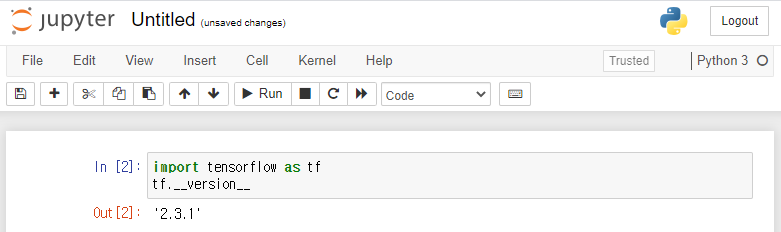 jupyter Untitled (unsaved changes) Logout
File Edit View Insert Cell Kernel Help Trusted Python 3
Run Code
In [2]: import tensorflow as tf
tf.__version__
Out[2]: '2.3.1'